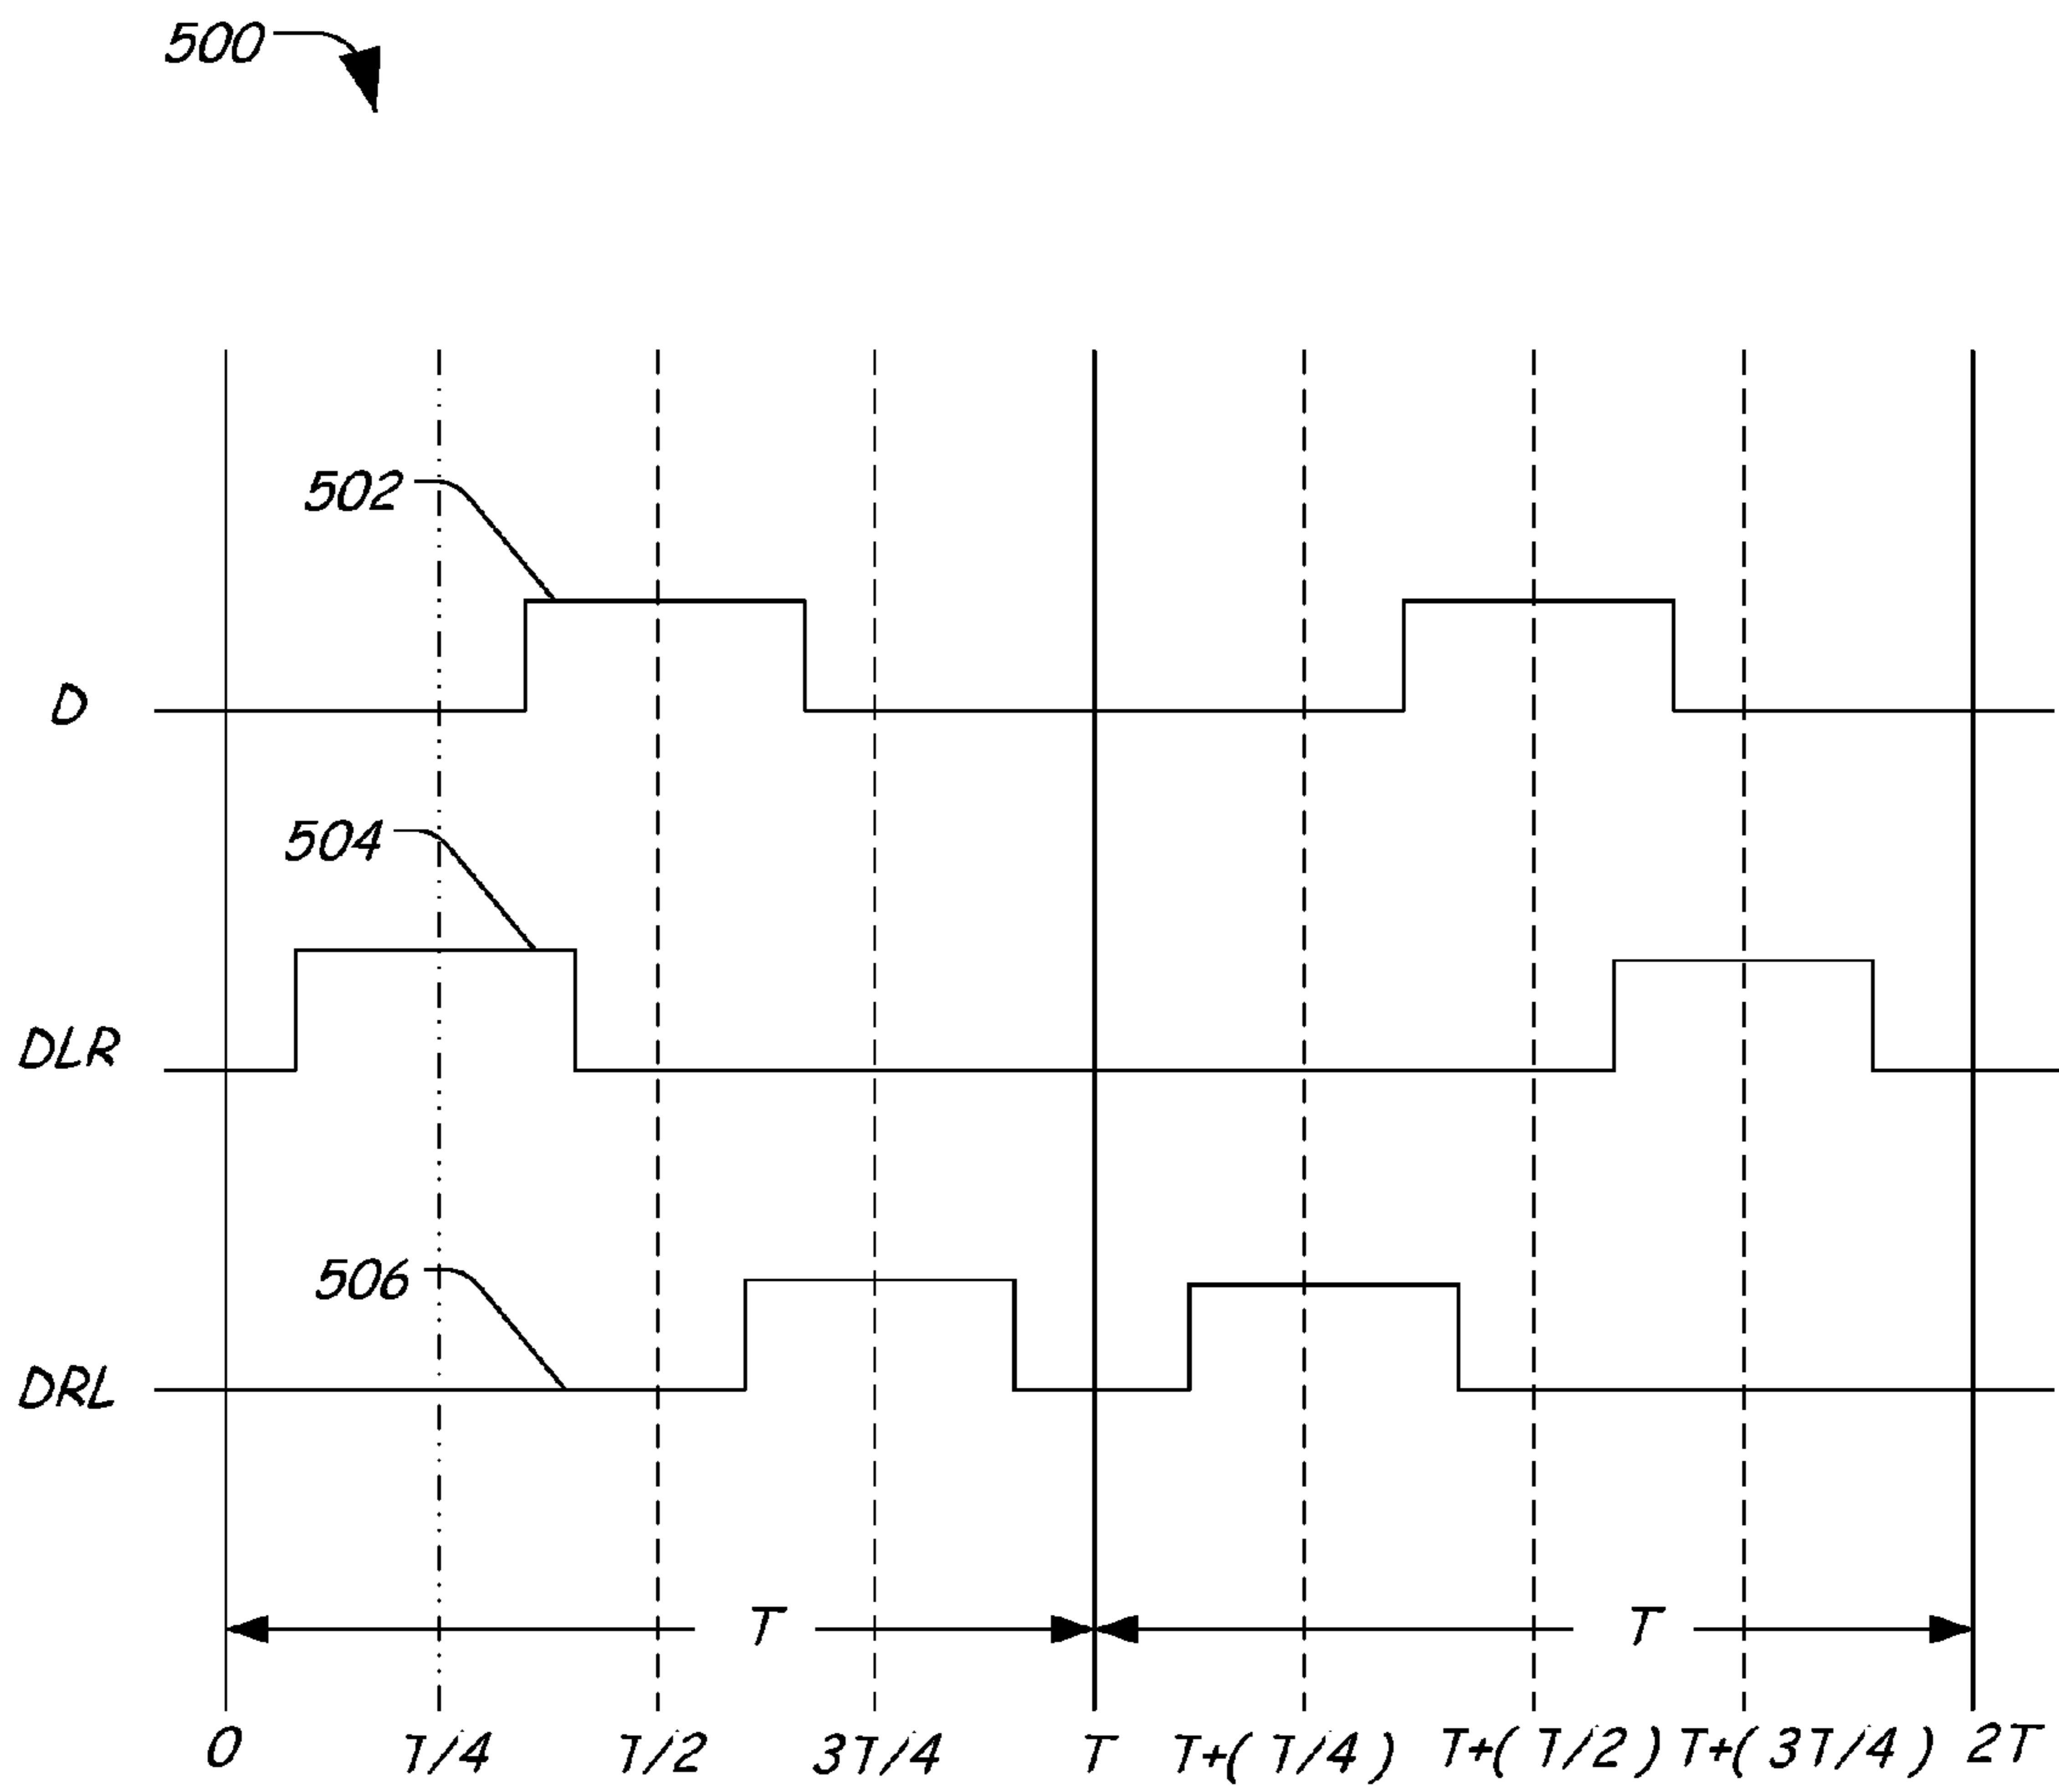 500
502
D
504
DLR
506
DRL
T T
0 T/4 T/2 3T/4 T T+(T/4) T+(T/2) T+(3T/4) 2T